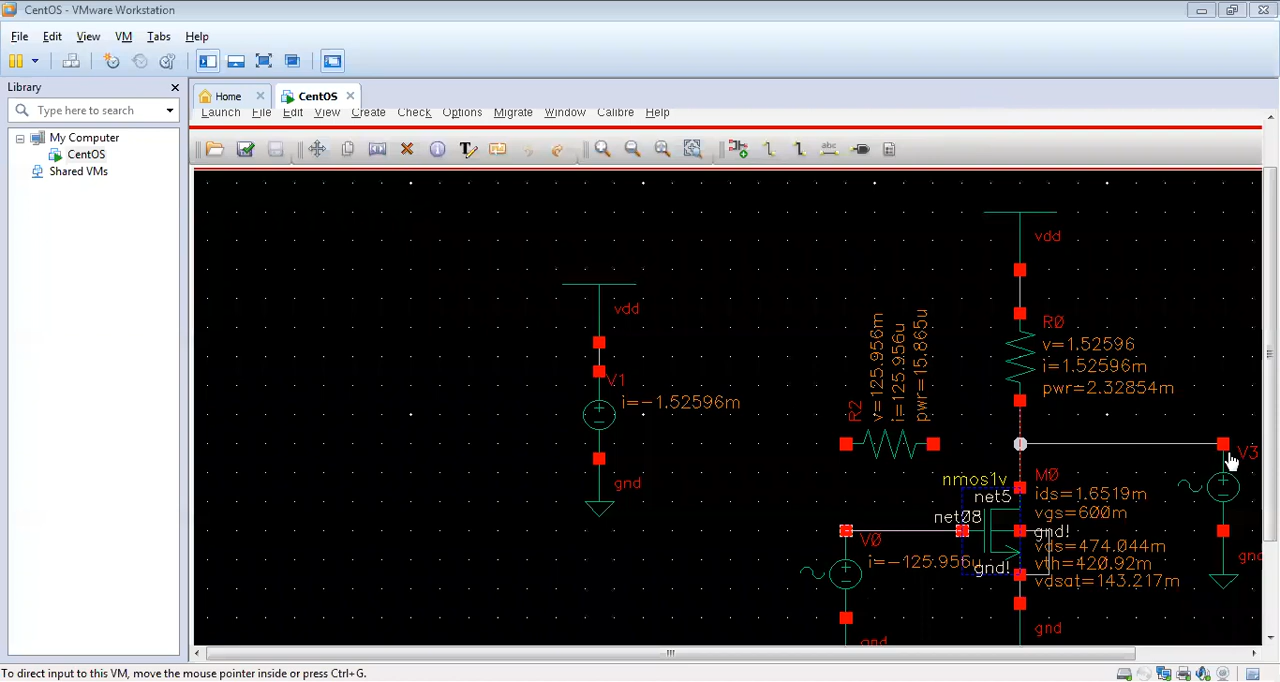 CentOS - VMware Workstation
File Edit View VM Tabs Help
Library
Type here to search
My Computer
CentOS
Shared VMs
Home CentOS
Launch File Edit View Create Check Options Migrate Window Calibre Help
vdd
vdd
V1
i=-1.52596m
gnd
R0
v=1.52596
i=1.52596m
pwr=2.32854m
R2
v=125.956m
i=125.956u
pwr=15.865u
V3
gnd
nmos1v
net5
net08
gnd!
gnd!
M0
ids=1.6519m
vgs=600m
vds=474.044m
vth=420.92m
vdsat=143.217m
gnd
V0
i=-125.956u
gnd
To direct input to this VM, move the mouse pointer inside or press Ctrl+G.